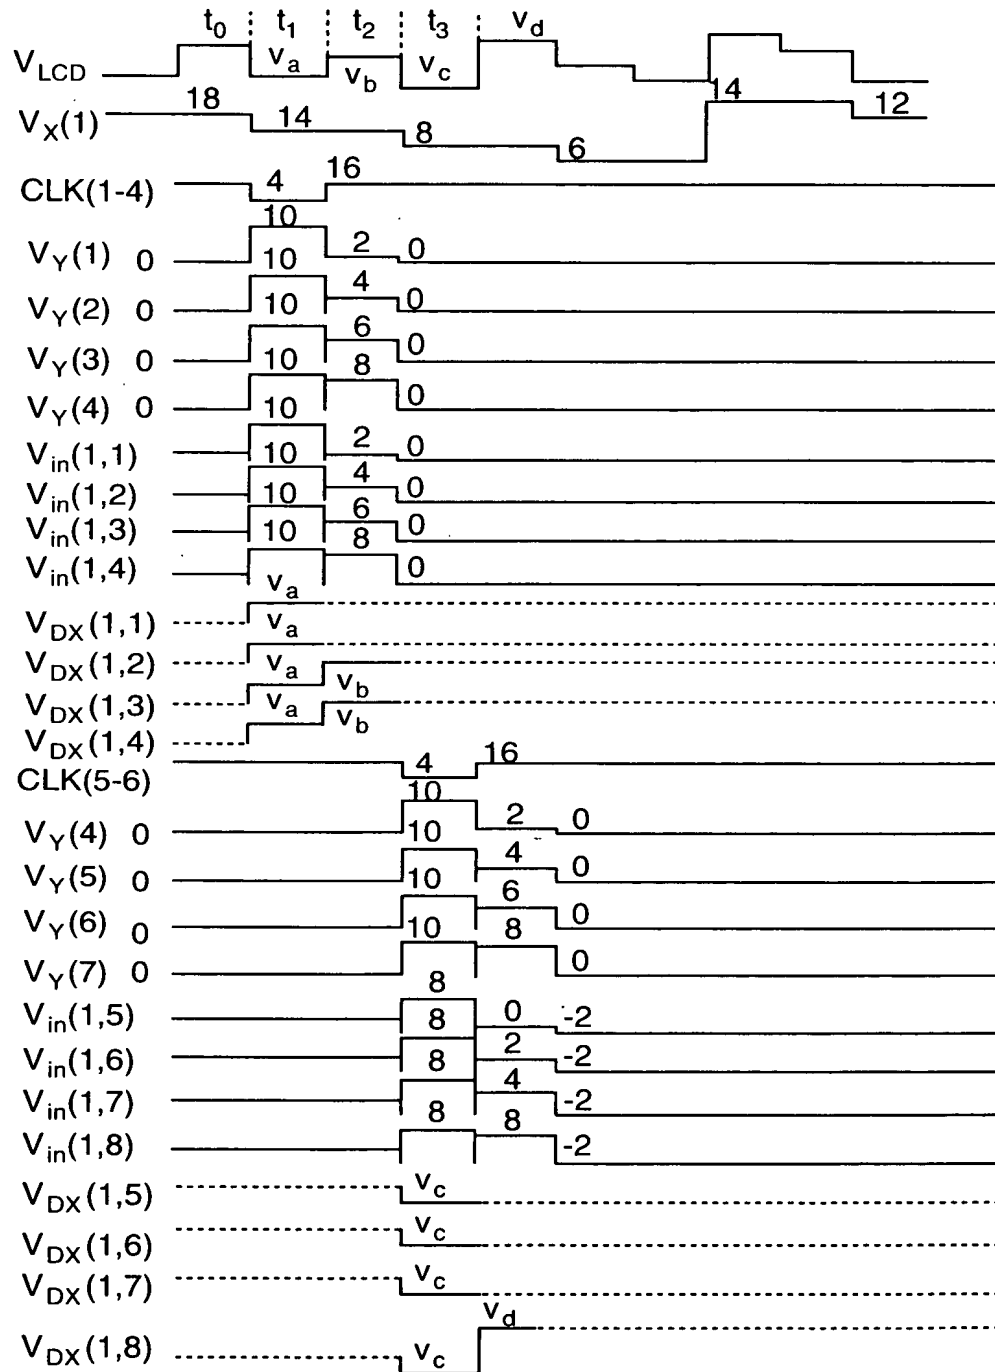 t0 t1 t2 t3 vd
VLCD va vb vc
VX(1) 18 14 8 6 14 12
CLK(1-4) 4 16
10
VY(1) 0 2 0
10
VY(2) 0 4 0
10
VY(3) 0 6 0
10
VY(4) 0 8 0
10
Vin(1,1) 2 0
10
Vin(1,2) 4 0
10
Vin(1,3) 6 0
10
Vin(1,4) 8 0
va
VDX(1,1)
va
VDX(1,2)
va
VDX(1,3) vb
va
VDX(1,4) vb
CLK(5-6) 4 16
10
VY(4) 0 2 0
10
VY(5) 0 4 0
10
VY(6) 0 6 0
10
VY(7) 0 8 0
8
Vin(1,5) 0 -2
8
Vin(1,6) 2 -2
8
Vin(1,7) 4 -2
8
Vin(1,8) 8 -2
VDX(1,5) vc
VDX(1,6) vc
VDX(1,7) vc
vd
VDX(1,8) vc